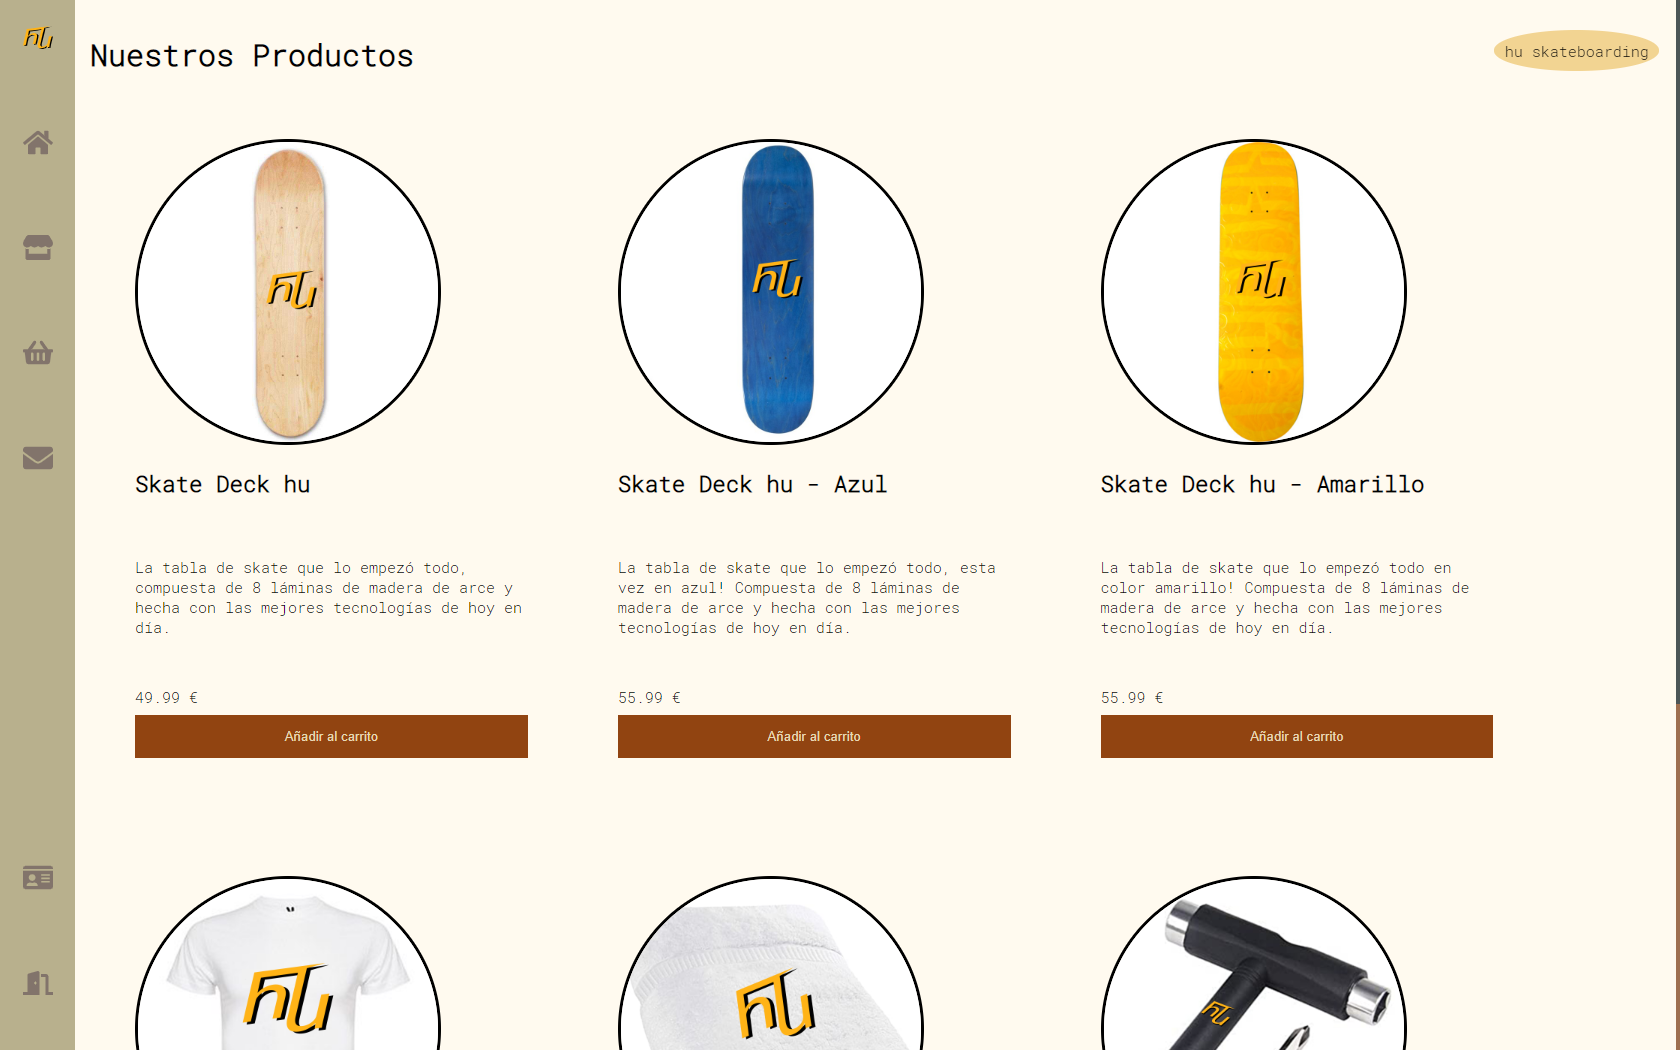 hu
Nuestros Productos
hu skateboarding
hu
hu
hu
Skate Deck hu
Skate Deck hu - Azul
Skate Deck hu - Amarillo
La tabla de skate que lo empezó todo,
compuesta de 8 láminas de madera de arce y
hecha con las mejores tecnologías de hoy en
día.
La tabla de skate que lo empezó todo, esta
vez en azul! Compuesta de 8 láminas de
madera de arce y hecha con las mejores
tecnologías de hoy en día.
La tabla de skate que lo empezó todo en
color amarillo! Compuesta de 8 láminas de
madera de arce y hecha con las mejores
tecnologías de hoy en día.
49.99 €
55.99 €
55.99 €
Añadir al carrito
Añadir al carrito
Añadir al carrito
hu
hu
hu